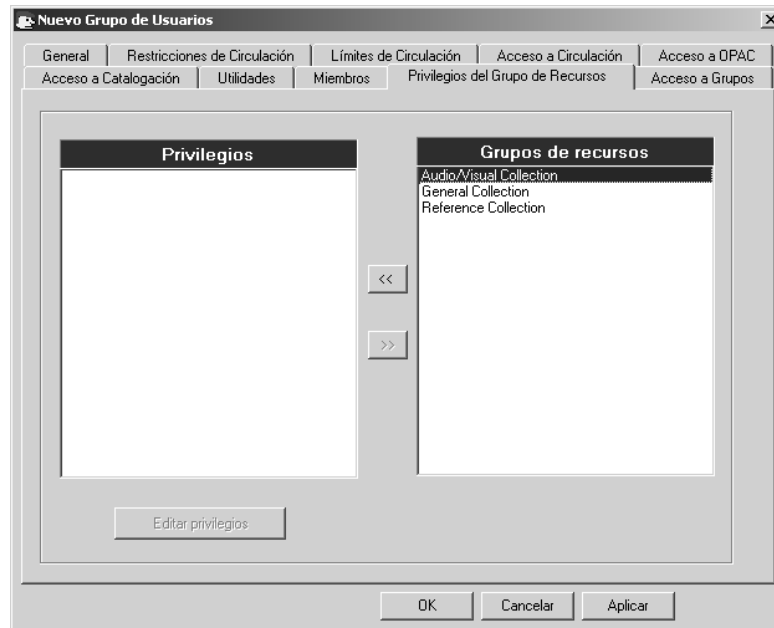 Nuevo Grupo de Usuarios
General Restricciones de Circulación Límites de Circulación Acceso a Circulación Acceso a OPAC
Acceso a Catalogación Utilidades Miembros Privilegios del Grupo de Recursos Acceso a Grupos
Privilegios
Grupos de recursos
Audio/Visual Collection
General Collection
Reference Collection
<<
>>
Editar privilegios
OK Cancelar Aplicar